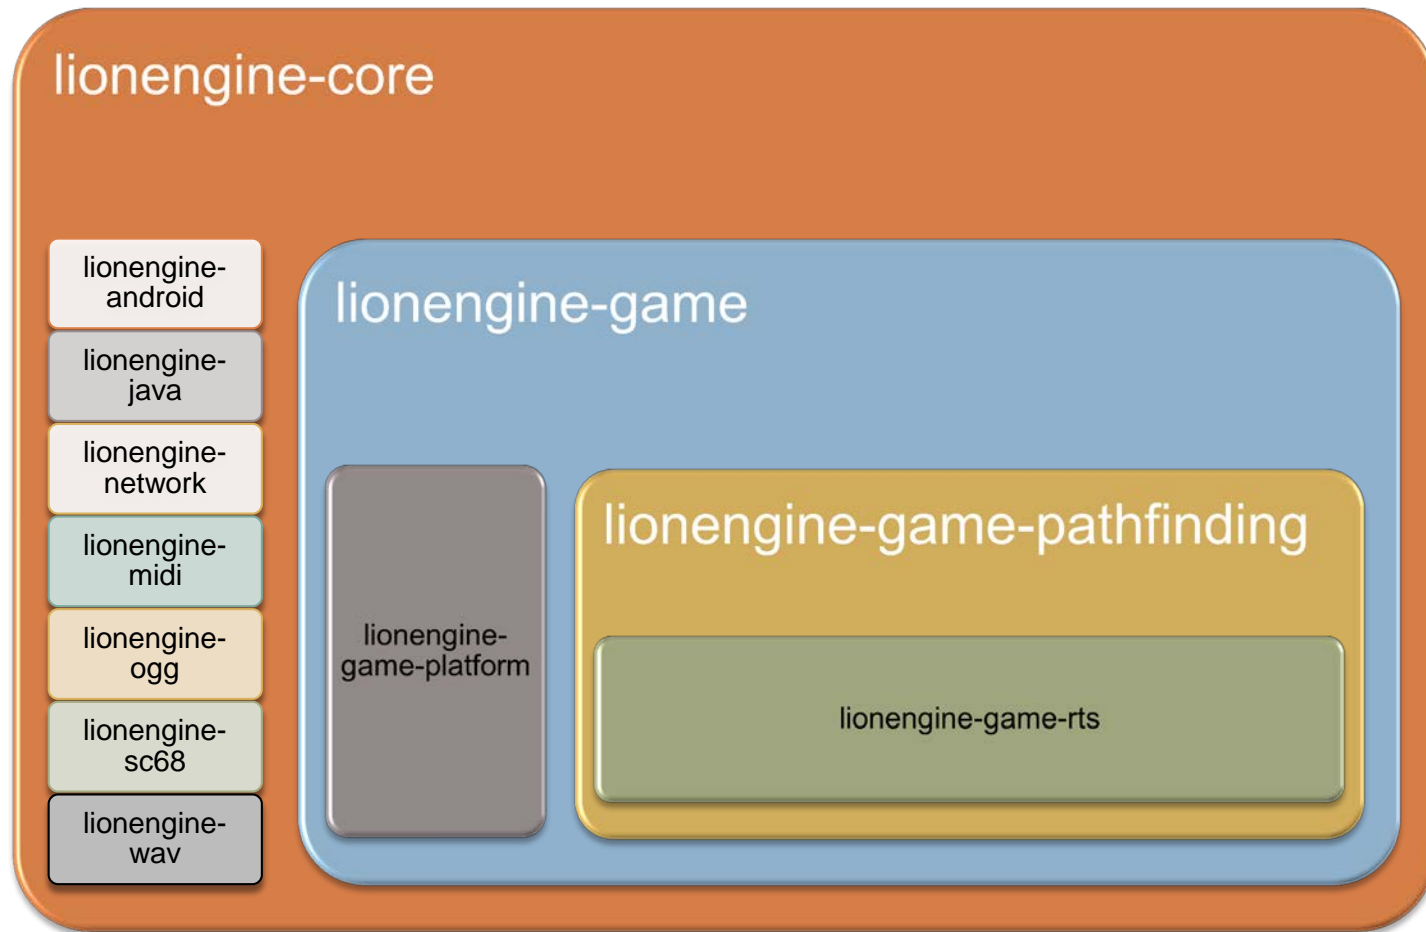 lionengine-core
lionengine-
android
lionengine-
java
lionengine-
network
lionengine-
midi
lionengine-
ogg
lionengine-
sc68
lionengine-
wav
lionengine-game
lionengine-
game-platform
lionengine-game-pathfinding
lionengine-game-rts